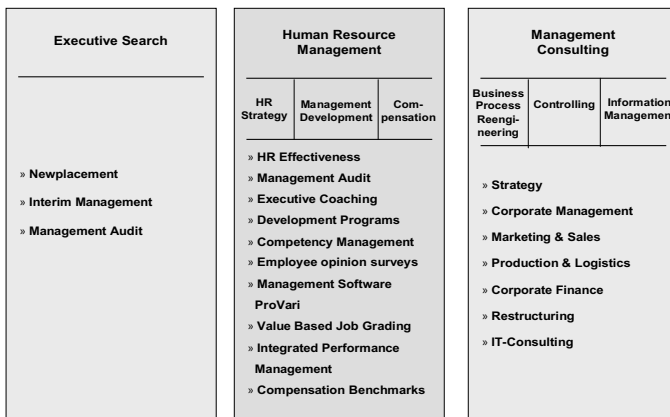 Executive Search
» Newplacement
» Interim Management
» Management Audit
Human Resource
Management
HR
Strategy
Management
Development
Com-
pensation
» HR Effectiveness
» Management Audit
» Executive Coaching
» Development Programs
» Competency Management
» Employee opinion surveys
» Management Software
ProVari
» Value Based Job Grading
» Integrated Performance
Management
» Compensation Benchmarks
Management
Consulting
Business
Process
Reengi-
neering
Controlling
Information
Management
» Strategy
» Corporate Management
» Marketing & Sales
» Production & Logistics
» Corporate Finance
» Restructuring
» IT-Consulting